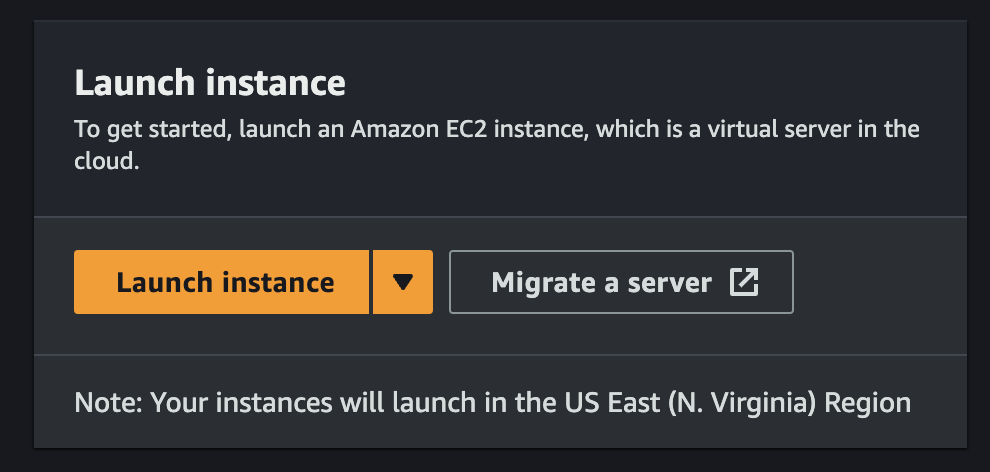 Launch instance
To get started, launch an Amazon EC2 instance, which is a virtual server in the
cloud.
Launch instance
Migrate a server
Note: Your instances will launch in the US East (N. Virginia) Region